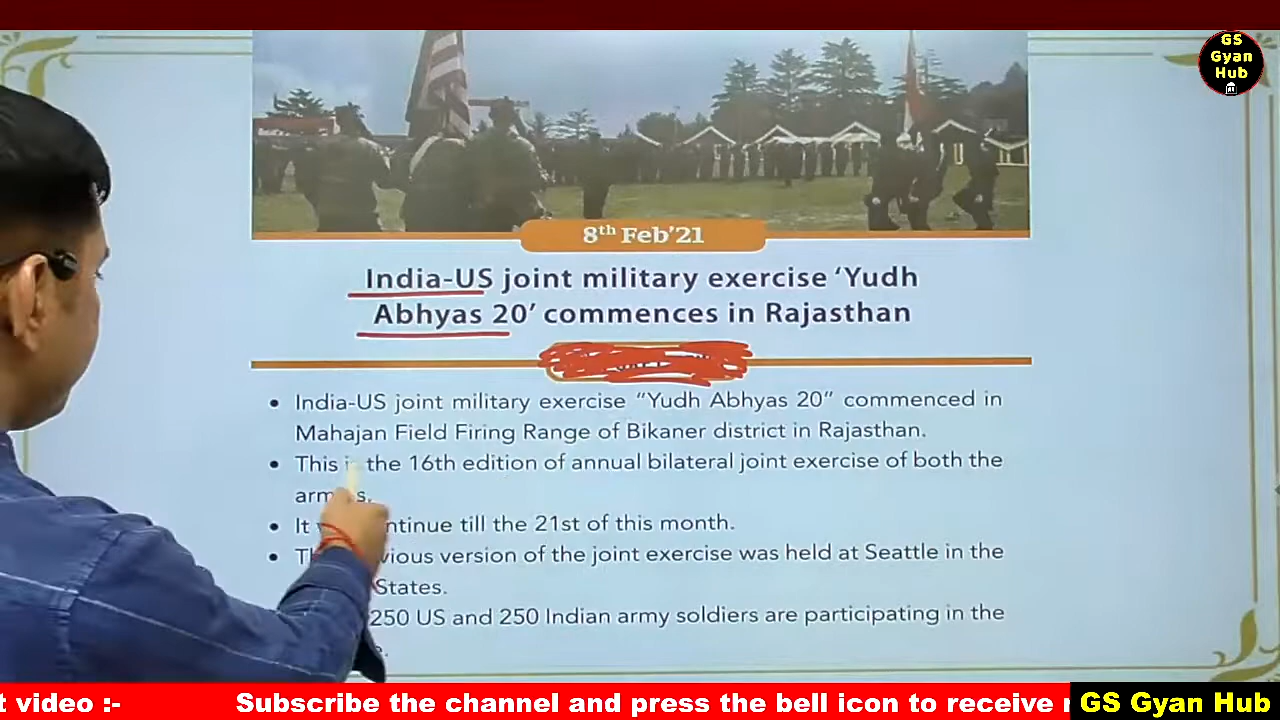 GS
Gyan
Hub
8th Feb'21
India-US joint military exercise ‘Yudh
Abhyas 20’ commences in Rajasthan
• India-US joint military exercise “Yudh Abhyas 20” commenced in
Mahajan Field Firing Range of Bikaner district in Rajasthan.
• This the 16th edition of annual bilateral joint exercise of both the
• It till the 21st of this month.
• version of the joint exercise was held at Seattle in the
States.
250 US and 250 Indian army soldiers are participating in the
t video :- Subscribe the channel and press the bell icon to receive
GS Gyan Hub